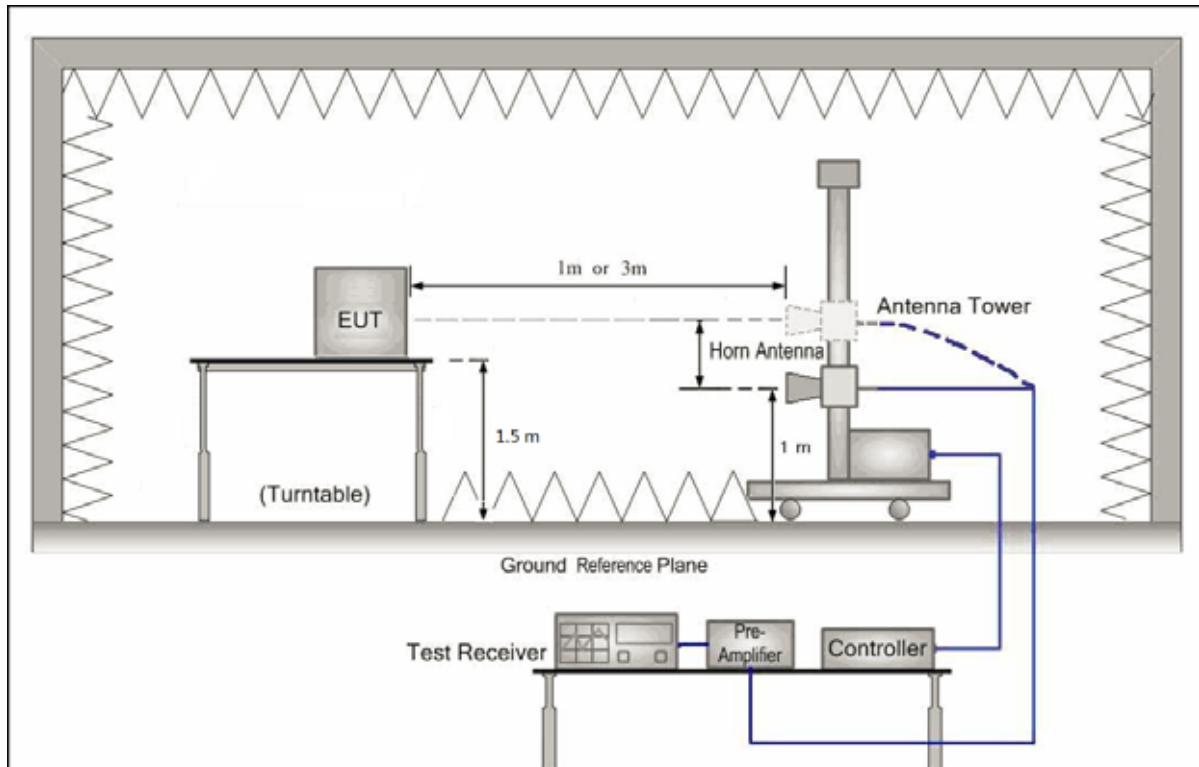 1m or 3m
EUT
Antenna Tower
Horn Antenna
1.5 m
1 m
(Turntable)
Ground Reference Plane
Test Receiver
Pre-
Amplifier
Controller